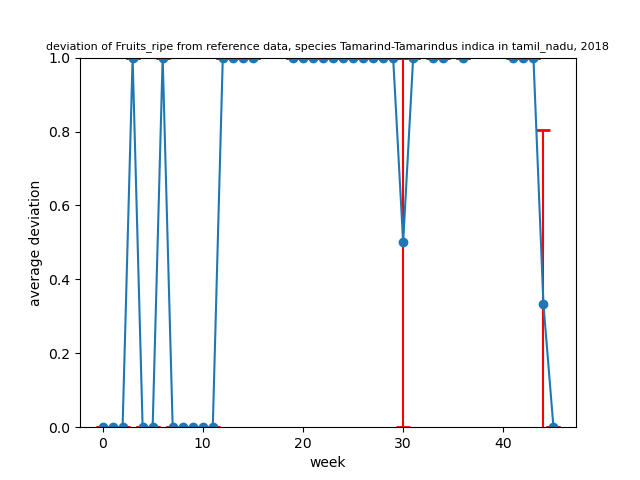 deviation of Fruits_ripe from reference data, species Tamarind-Tamarindus indica in tamil_nadu, 2018
1.0
0.8
0.6
0.4
0.2
0.0
average deviation
0 10 20 30 40
week